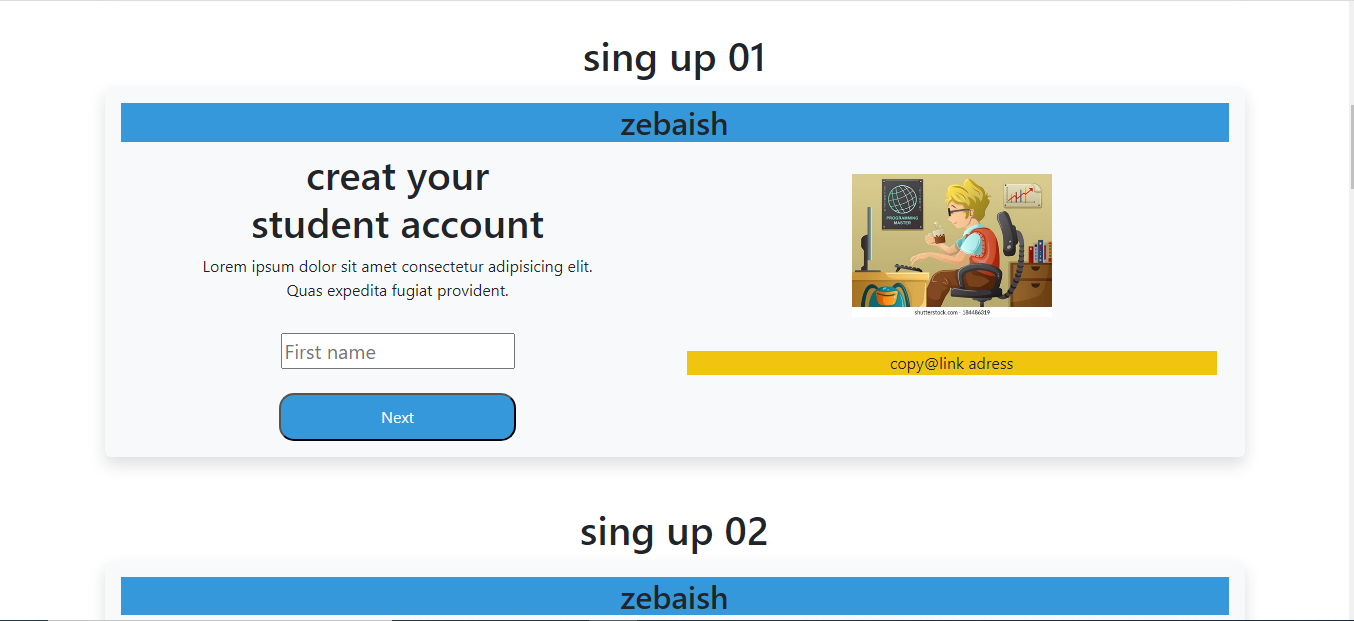 sing up 01
zebaish
creat your
student account
Lorem ipsum dolor sit amet consectetur adipisicing elit.
Quas expedita fugiat provident.
First name
Next
PROGRAMMING
MASTER
shutterstock.com · 184486319
copy@link adress
sing up 02
zebaish